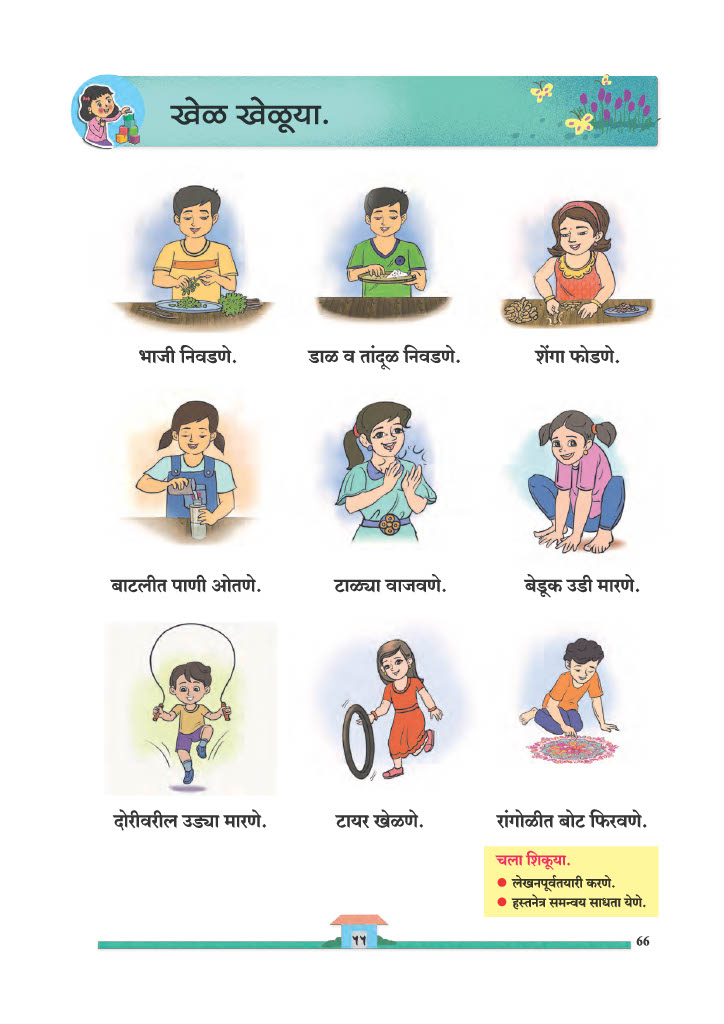 खेळ खेळूया.
भाजी निवडणे.
डाळ व तांदूळ निवडणे.
शेंगा फोडणे.
बाटलीत पाणी ओतणे.
टाळ्या वाजवणे.
बेडूक उडी मारणे.
दोरीवरील उड्या मारणे.
टायर खेळणे.
रांगोळीत बोट फिरवणे.
चला शिकूया.
● लेखनपूर्वतयारी करणे.
● हस्तनेत्र समन्वय साधता येणे.
५५
66